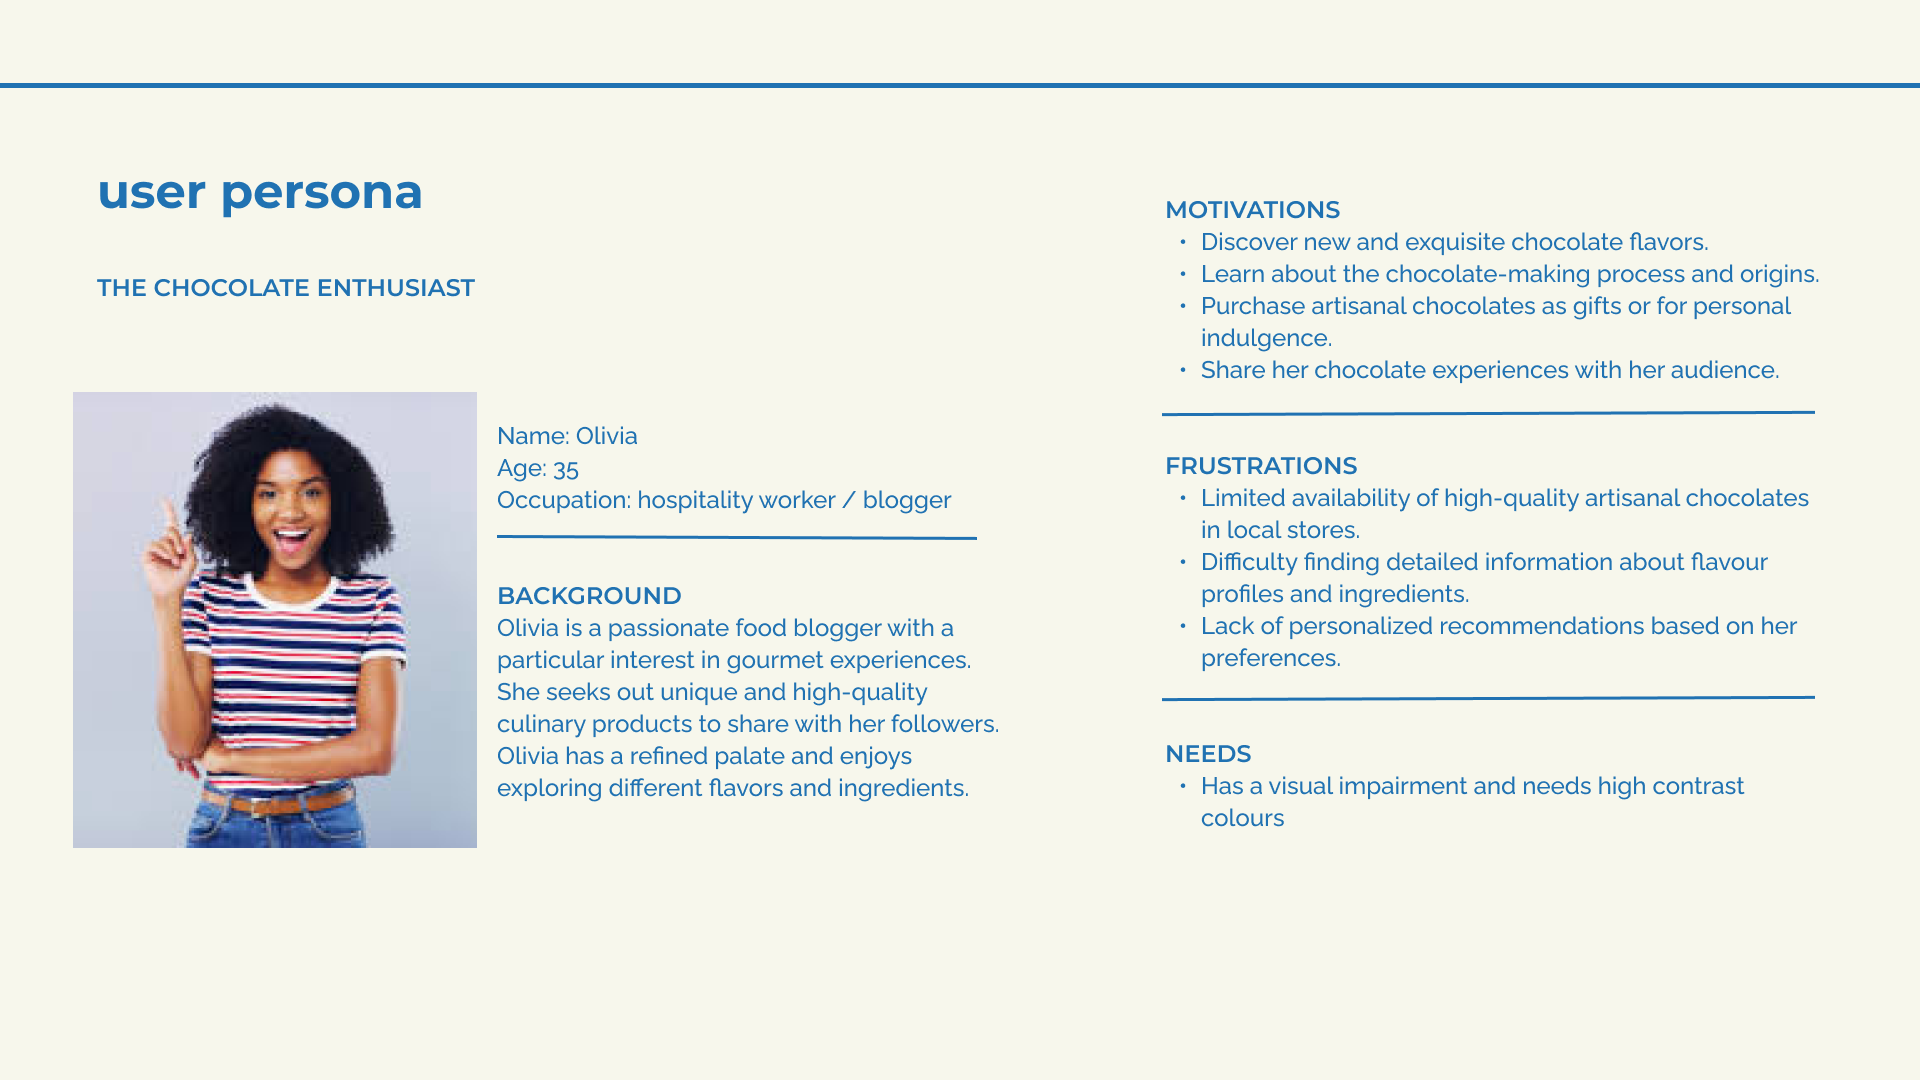 user persona
THE CHOCOLATE ENTHUSIAST
Name: Olivia
Age: 35
Occupation: hospitality worker / blogger
BACKGROUND
Olivia is a passionate food blogger with a
particular interest in gourmet experiences.
She seeks out unique and high-quality
culinary products to share with her followers.
Olivia has a refined palate and enjoys
exploring different flavors and ingredients.
MOTIVATIONS
• Discover new and exquisite chocolate flavors.
• Learn about the chocolate-making process and origins.
• Purchase artisanal chocolates as gifts or for personal
indulgence.
• Share her chocolate experiences with her audience.
FRUSTRATIONS
• Limited availability of high-quality artisanal chocolates
in local stores.
• Difficulty finding detailed information about flavour
profiles and ingredients.
• Lack of personalized recommendations based on her
preferences.
NEEDS
• Has a visual impairment and needs high contrast
colours